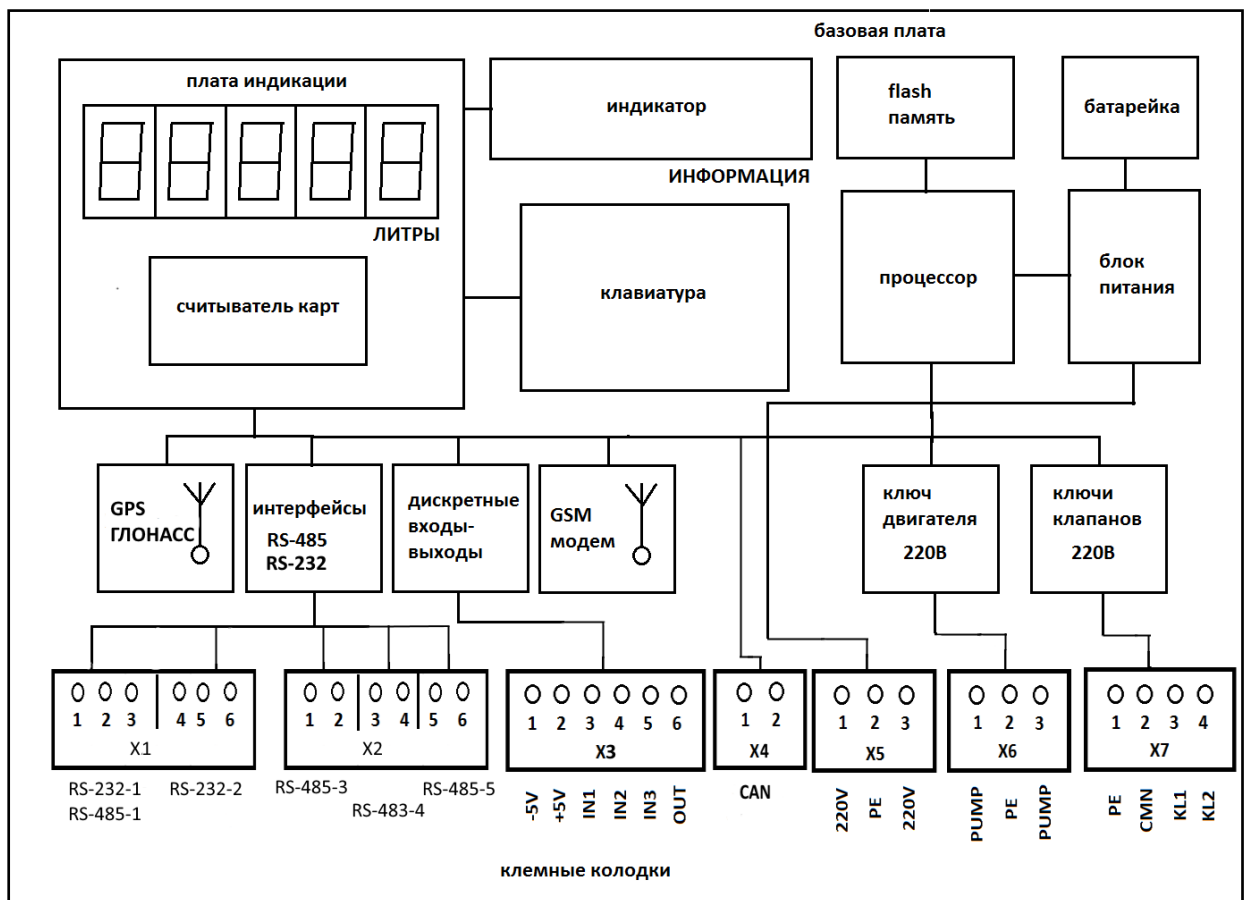 базовая плата
плата индикации
ЛИТРЫ
считыватель карт
индикатор
ИНФОРМАЦИЯ
клавиатура
flash
память
батарейка
процессор
блок
питания
GPS
ГЛОНАСС
интерфейсы
RS-485
RS-232
дискретные
входы-
выходы
GSM
модем
ключ
двигателя
220В
ключи
клапанов
220В
1 2 3 4 5 6
X1
RS-232-1
RS-485-1
RS-232-2
1 2 3 4 5 6
X2
RS-485-3
RS-483-4
RS-485-5
1 2 3 4 5 6
X3
-5V
+5V
IN1
IN2
IN3
OUT
1 2
X4
CAN
1 2 3
X5
220V
PE
220V
1 2 3
X6
PUMP
PE
PUMP
1 2 3 4
X7
PE
CMN
KL1
KL2
клемные колодки